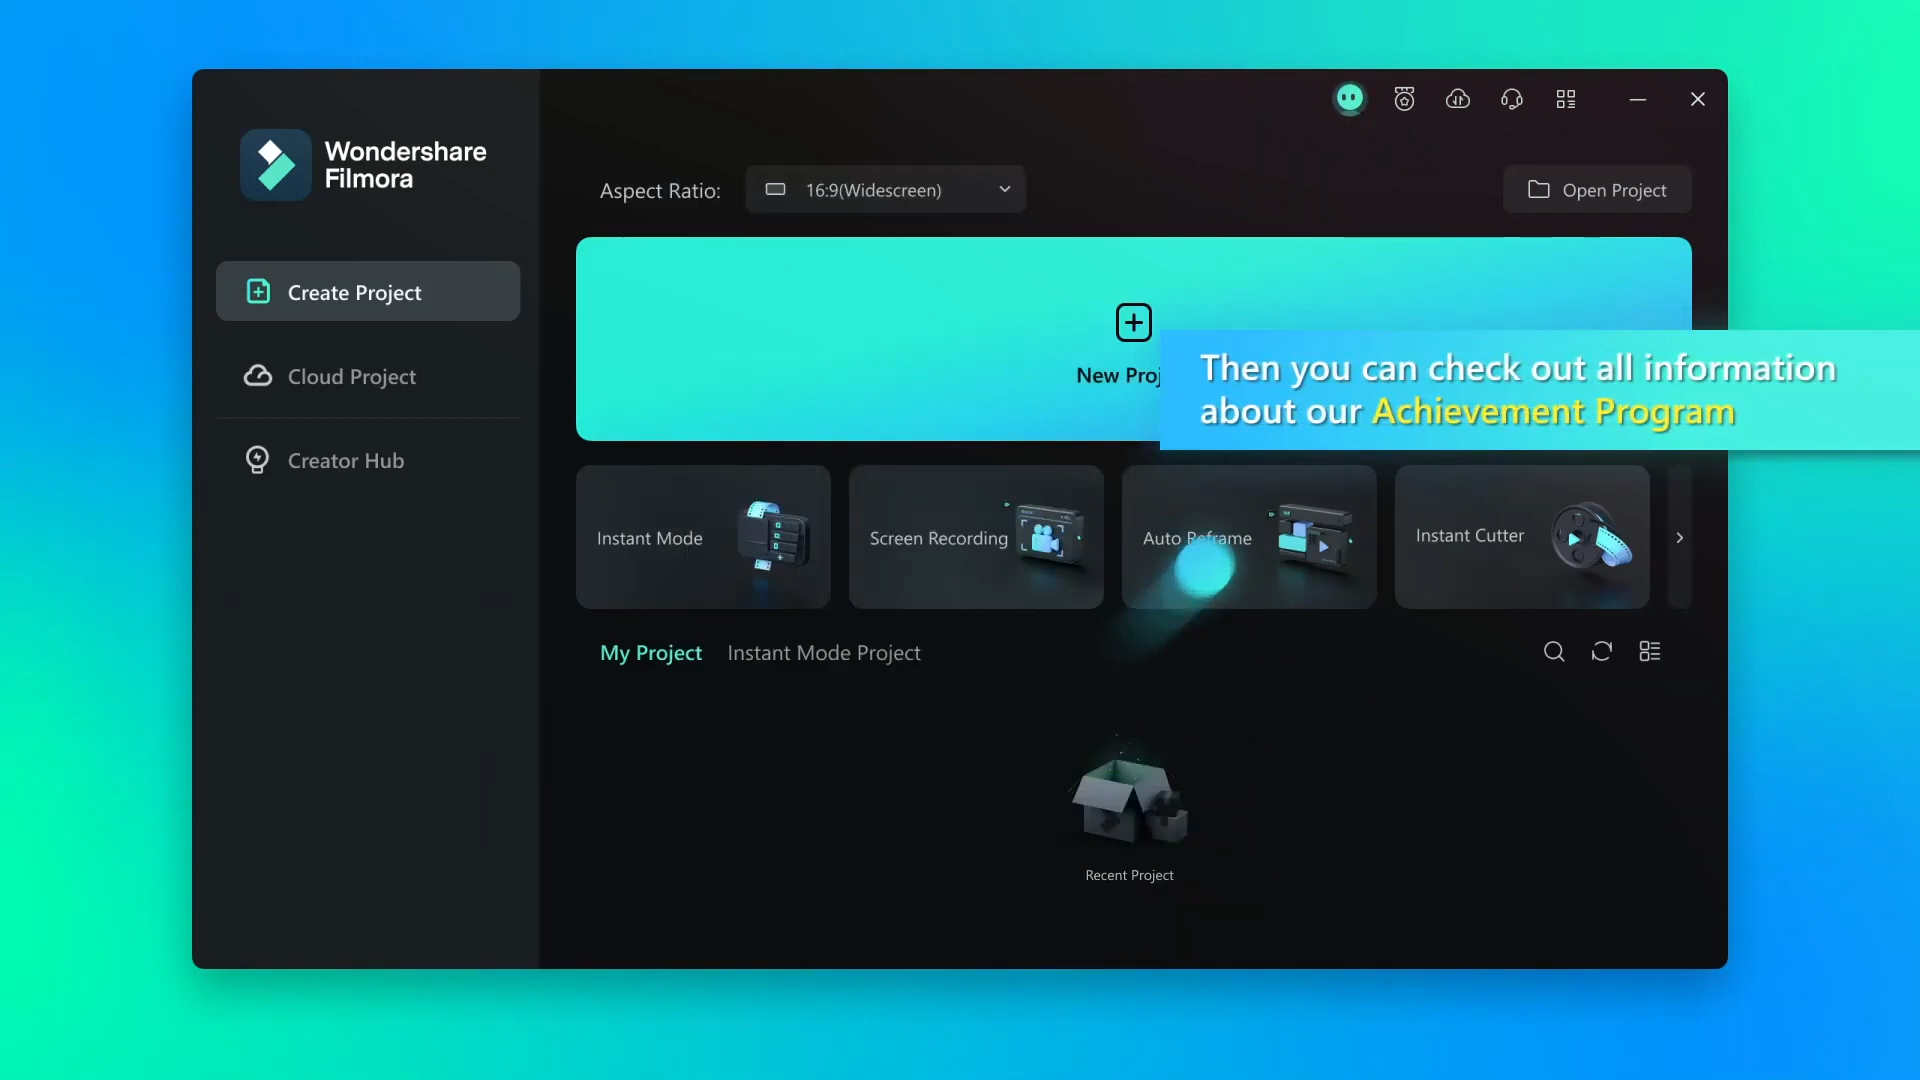 Wondershare
Filmora
Aspect Ratio:
16:9(Widescreen)
Open Project
Create Project
Cloud Project
Creator Hub
New Proj
Then you can check out all information
about our Achievement Program
Instant Mode
Screen Recording
Auto Reframe
Instant Cutter
My Project
Instant Mode Project
Recent Project